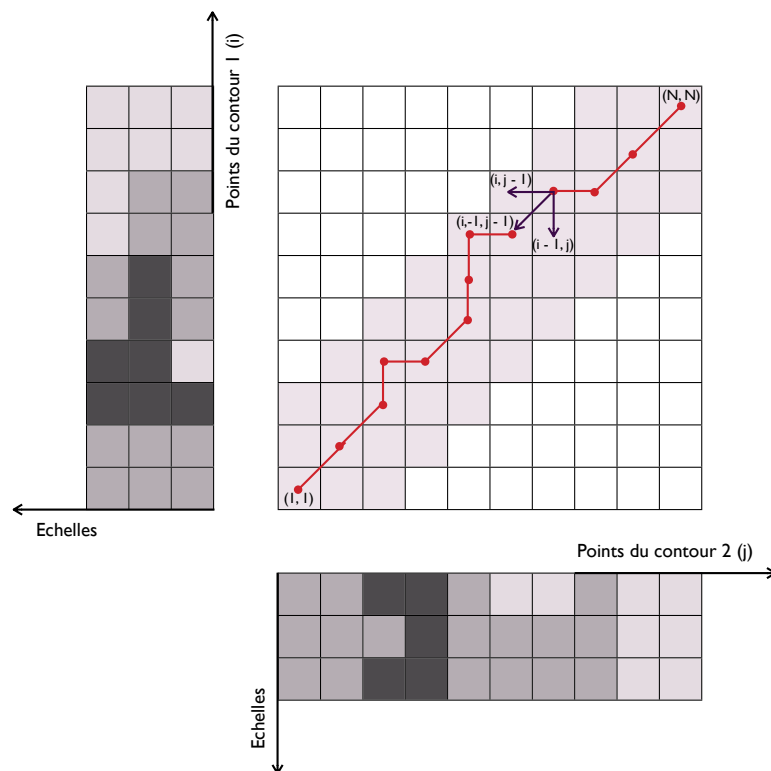 Points du contour 1 (i)
(N, N)
(i, j - 1)
(i,-1, j - 1)
(i - 1, j)
(1, 1)
Echelles
Points du contour 2 (j)
Echelles